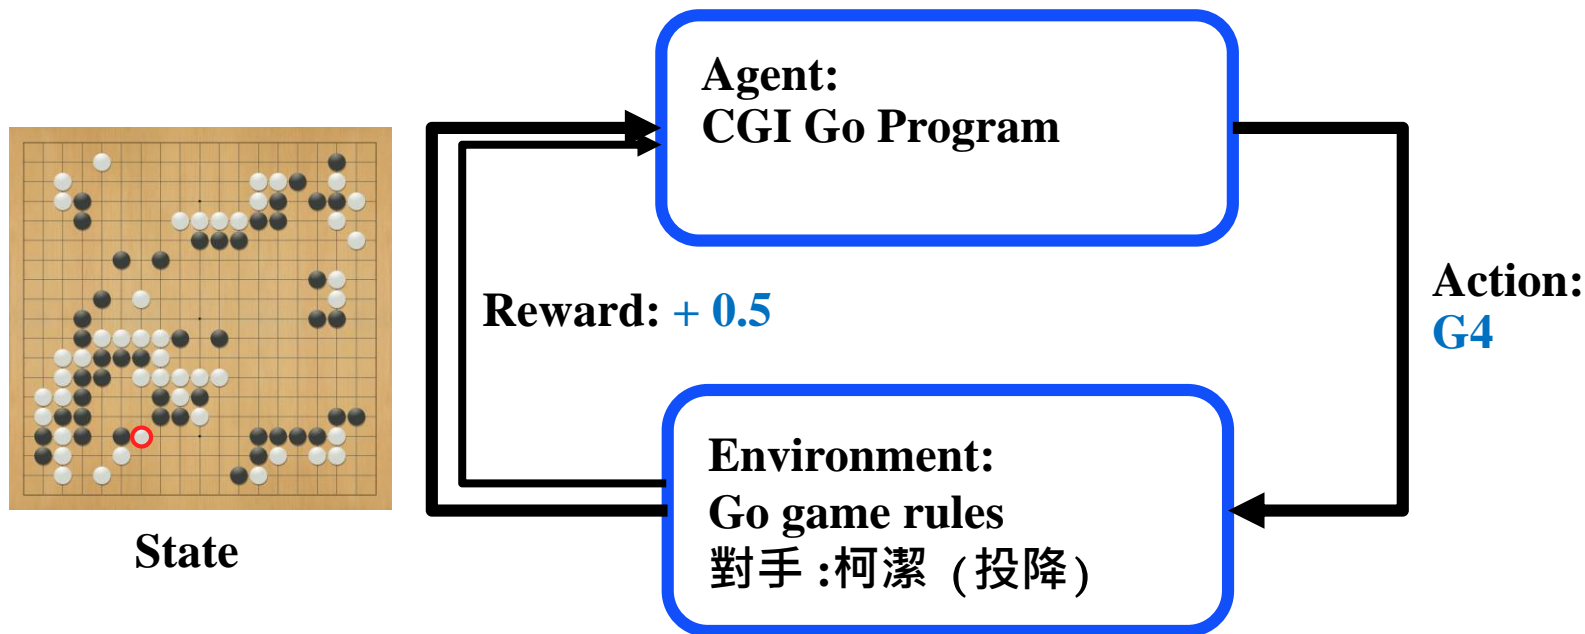 Agent:
CGI Go Program
Reward: + 0.5
Action:
G4
Environment:
Go game rules
對手 :柯潔 (投降)
State